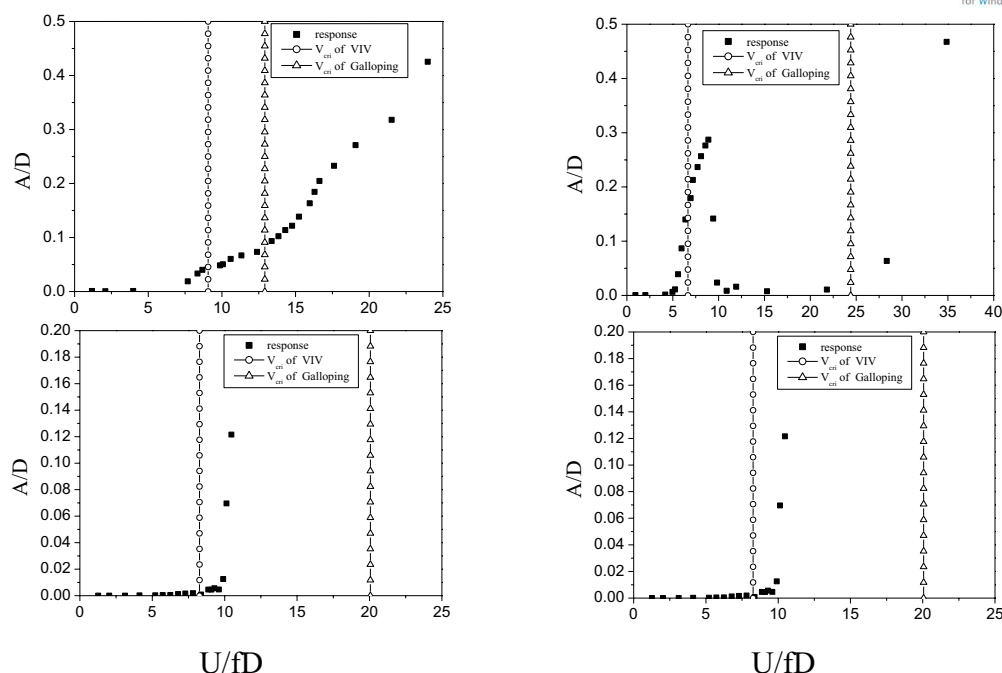 for Wind
0.5
0.4
0.3
0.2
0.1
0.0
A/D
response
V_cri of VIV
V_cri of Galloping
0 5 10 15 20 25
0.5
0.4
0.3
0.2
0.1
0.0
A/D
response
V_cri of VIV
V_cri of Galloping
0 5 10 15 20 25 30 35 40
0.20
0.18
0.16
0.14
0.12
0.10
0.08
0.06
0.04
0.02
0.00
A/D
response
V_cri of VIV
V_cri of Galloping
0 5 10 15 20 25
U/fD
0.20
0.18
0.16
0.14
0.12
0.10
0.08
0.06
0.04
0.02
0.00
A/D
response
V_cri of VIV
V_cri of Galloping
0 5 10 15 20 25
U/fD